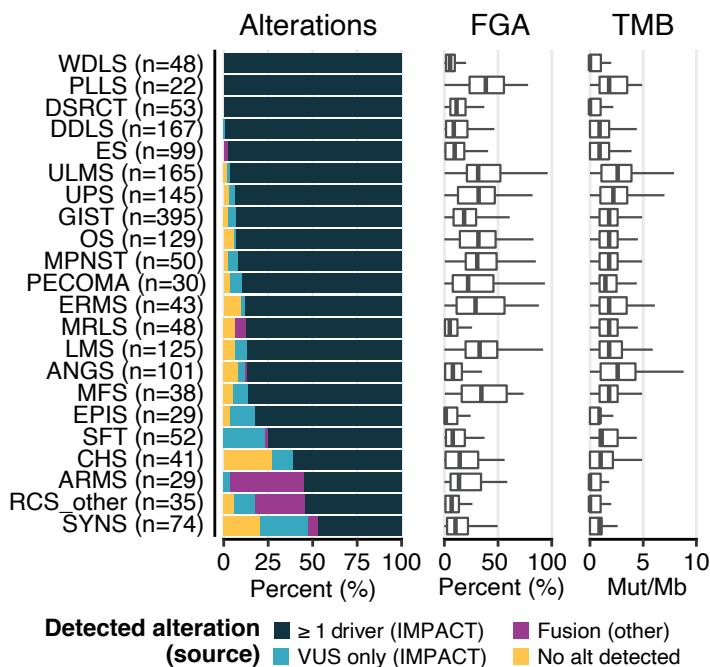 Alterations FGA TMB
WDLS (n=48)
PLLS (n=22)
DSRCT (n=53)
DDLS (n=167)
ES (n=99)
ULMS (n=165)
UPS (n=145)
GIST (n=395)
OS (n=129)
MPNST (n=50)
PECOMA (n=30)
ERMS (n=43)
MRLS (n=48)
LMS (n=125)
ANGS (n=101)
MFS (n=38)
EPIS (n=29)
SFT (n=52)
CHS (n=41)
ARMS (n=29)
RCS_other (n=35)
SYNS (n=74)
0 25 50 75 100 0 50 100 0 5 10
Percent (%) Percent (%) Mut/Mb
Detected alteration ≥ 1 driver (IMPACT) Fusion (other)
(source) VUS only (IMPACT) No alt detected